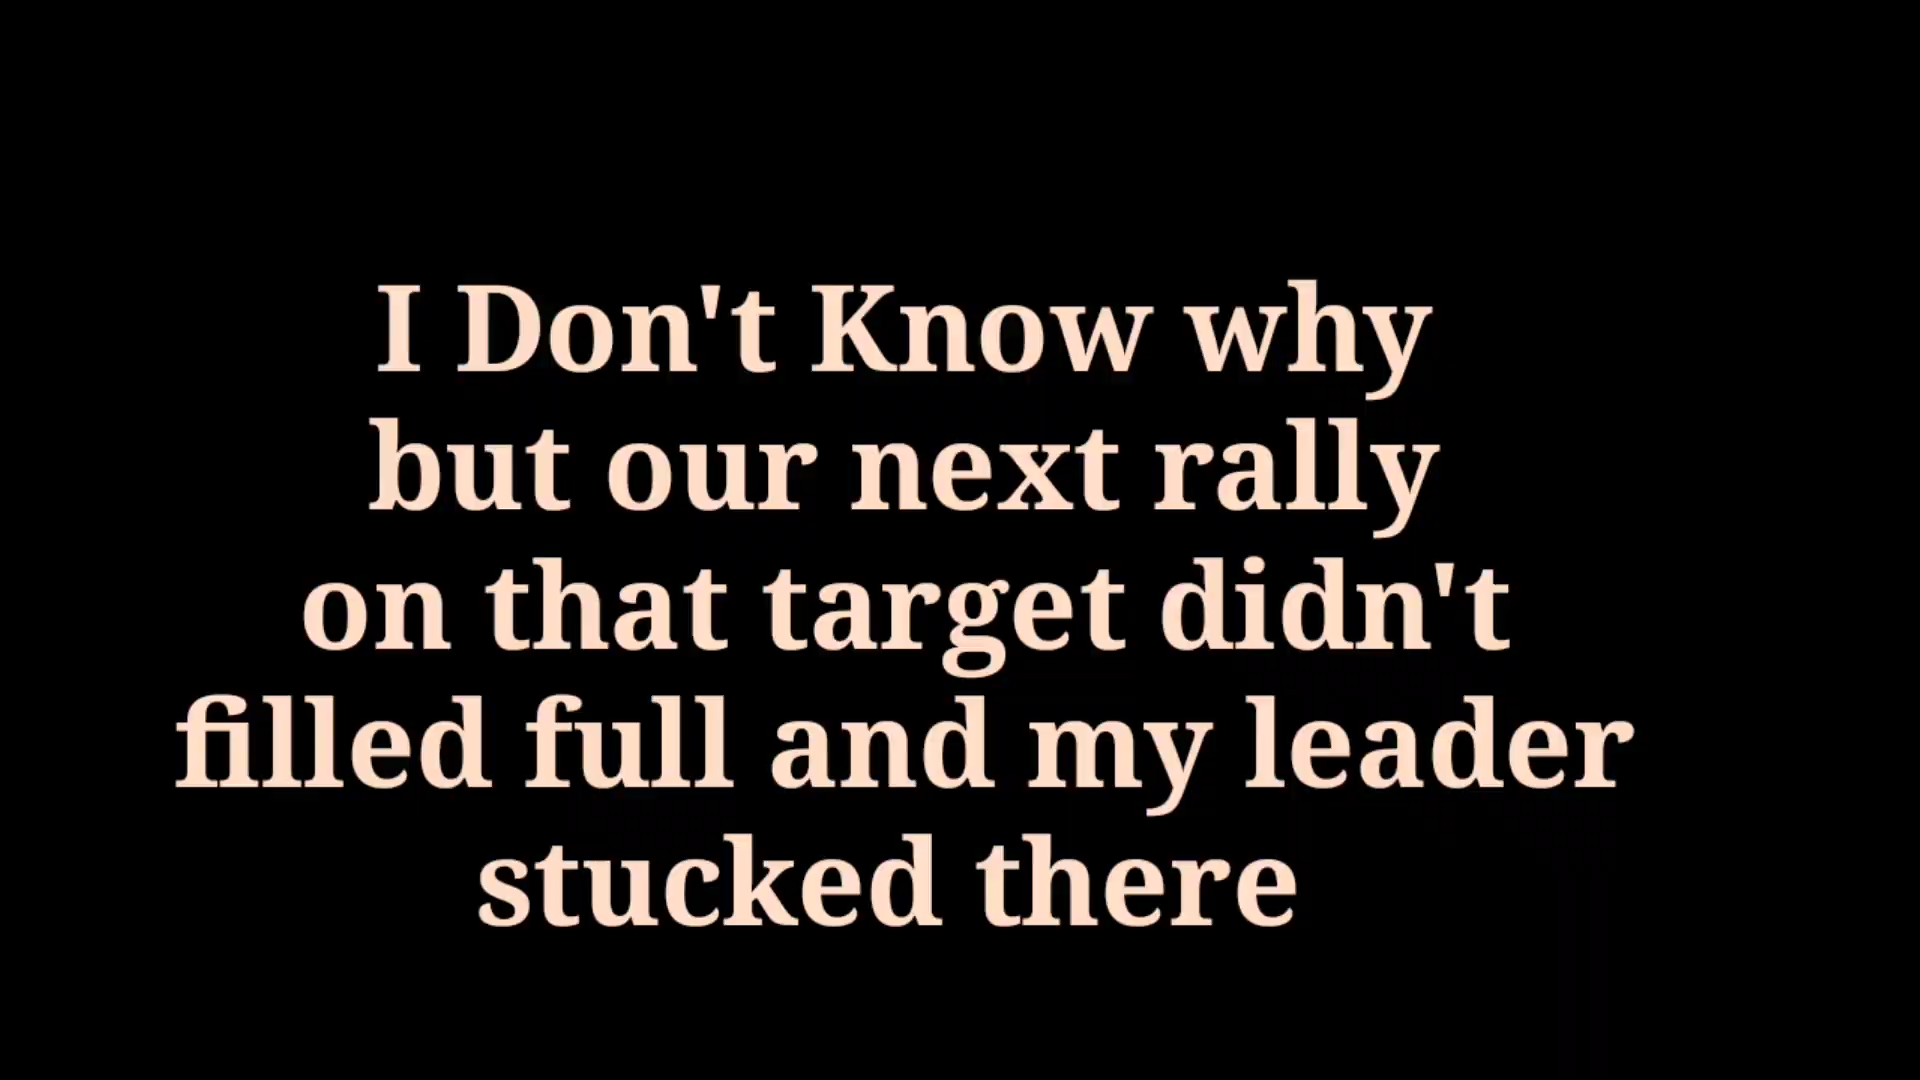 I Don't Know why
but our next rally
on that target didn't
filled full and my leader
stucked there